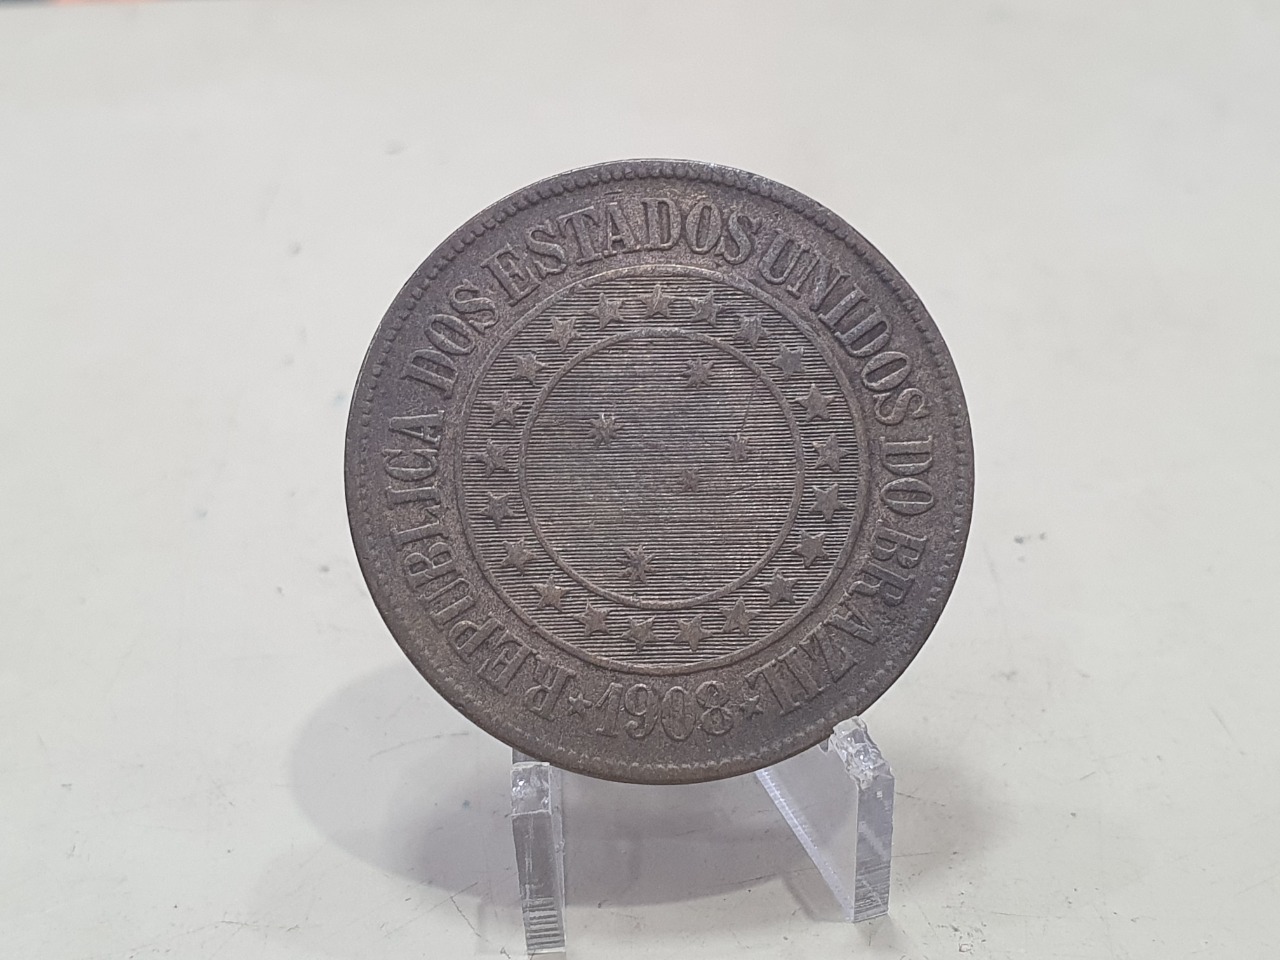 REPUBLICA DOS ESTADOS UNIDOS DO BRAZIL
1908